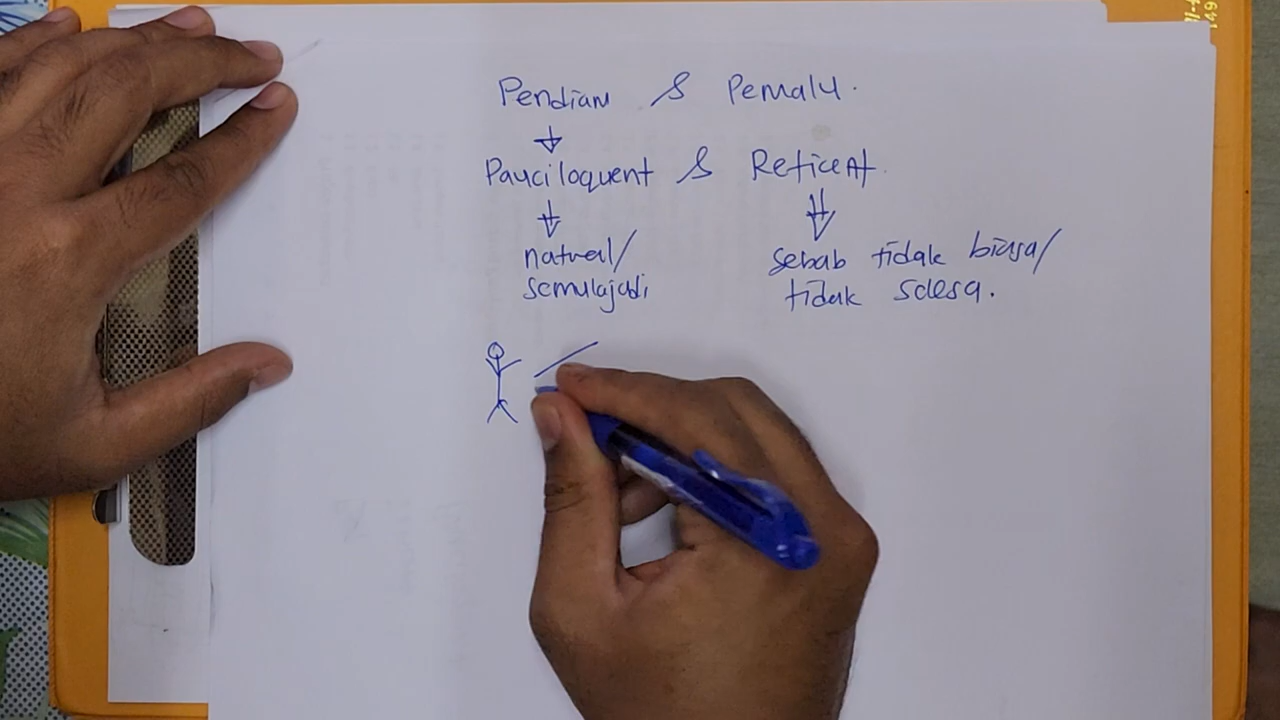 Pendiam & Pemalu.
Pauciloquent & Reticent.
natural/ sebab tidak biasa/
semulajadi tidak selesa.